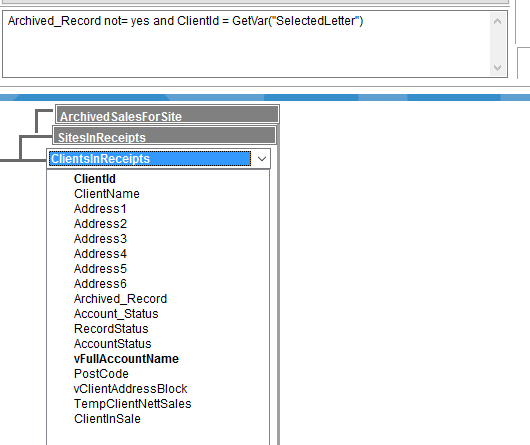 Archived_Record not= yes and ClientId = GetVar("SelectedLetter")
ArchivedSalesForSite
SitesInReceipts
ClientsInReceipts
ClientId
ClientName
Address1
Address2
Address3
Address4
Address5
Address6
Archived_Record
Account_Status
RecordStatus
AccountStatus
vFullAccountName
PostCode
vClientAddressBlock
TempClientNettSales
ClientInSale